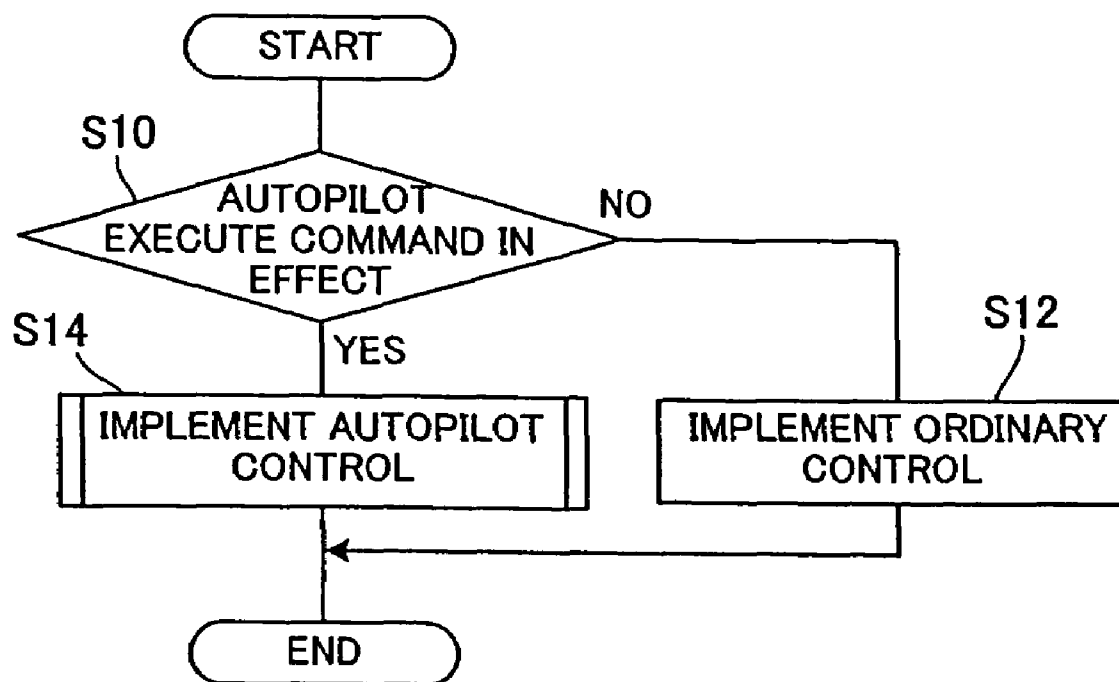 START
S10
AUTOPILOT
EXECUTE COMMAND IN
EFFECT
NO
S14
YES
S12
IMPLEMENT AUTOPILOT
CONTROL
IMPLEMENT ORDINARY
CONTROL
END